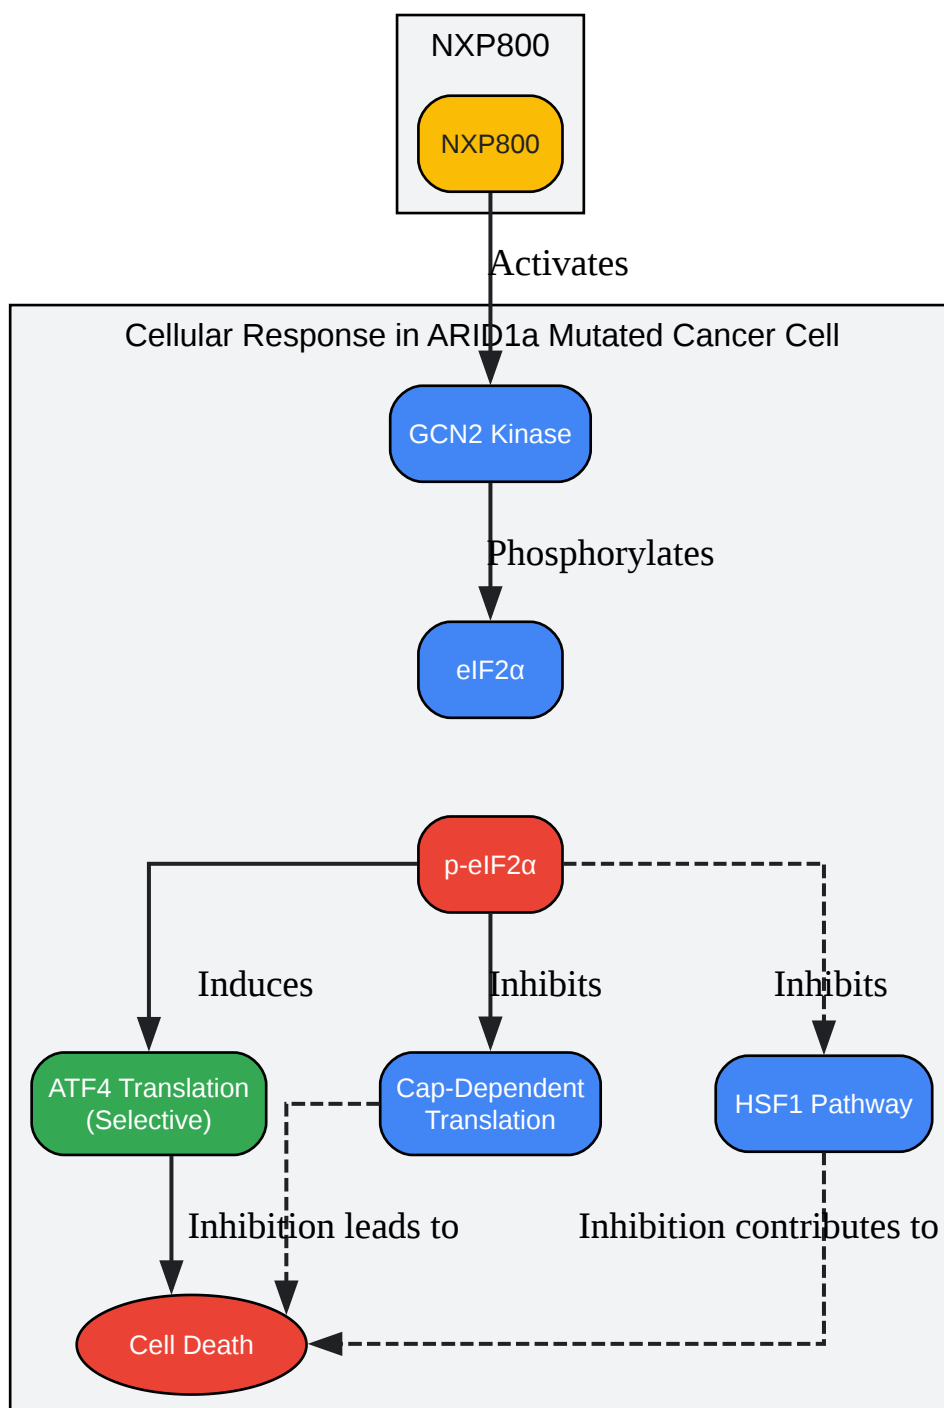 NXP800
NXP800
Activates
Cellular Response in ARID1a Mutated Cancer Cell
GCN2 Kinase
Phosphorylates
eIF2α
p-eIF2α
Induces
Inhibits
Inhibits
ATF4 Translation
(Selective)
Cap-Dependent
Translation
HSF1 Pathway
Inhibition leads to
Inhibition contributes to
Cell Death